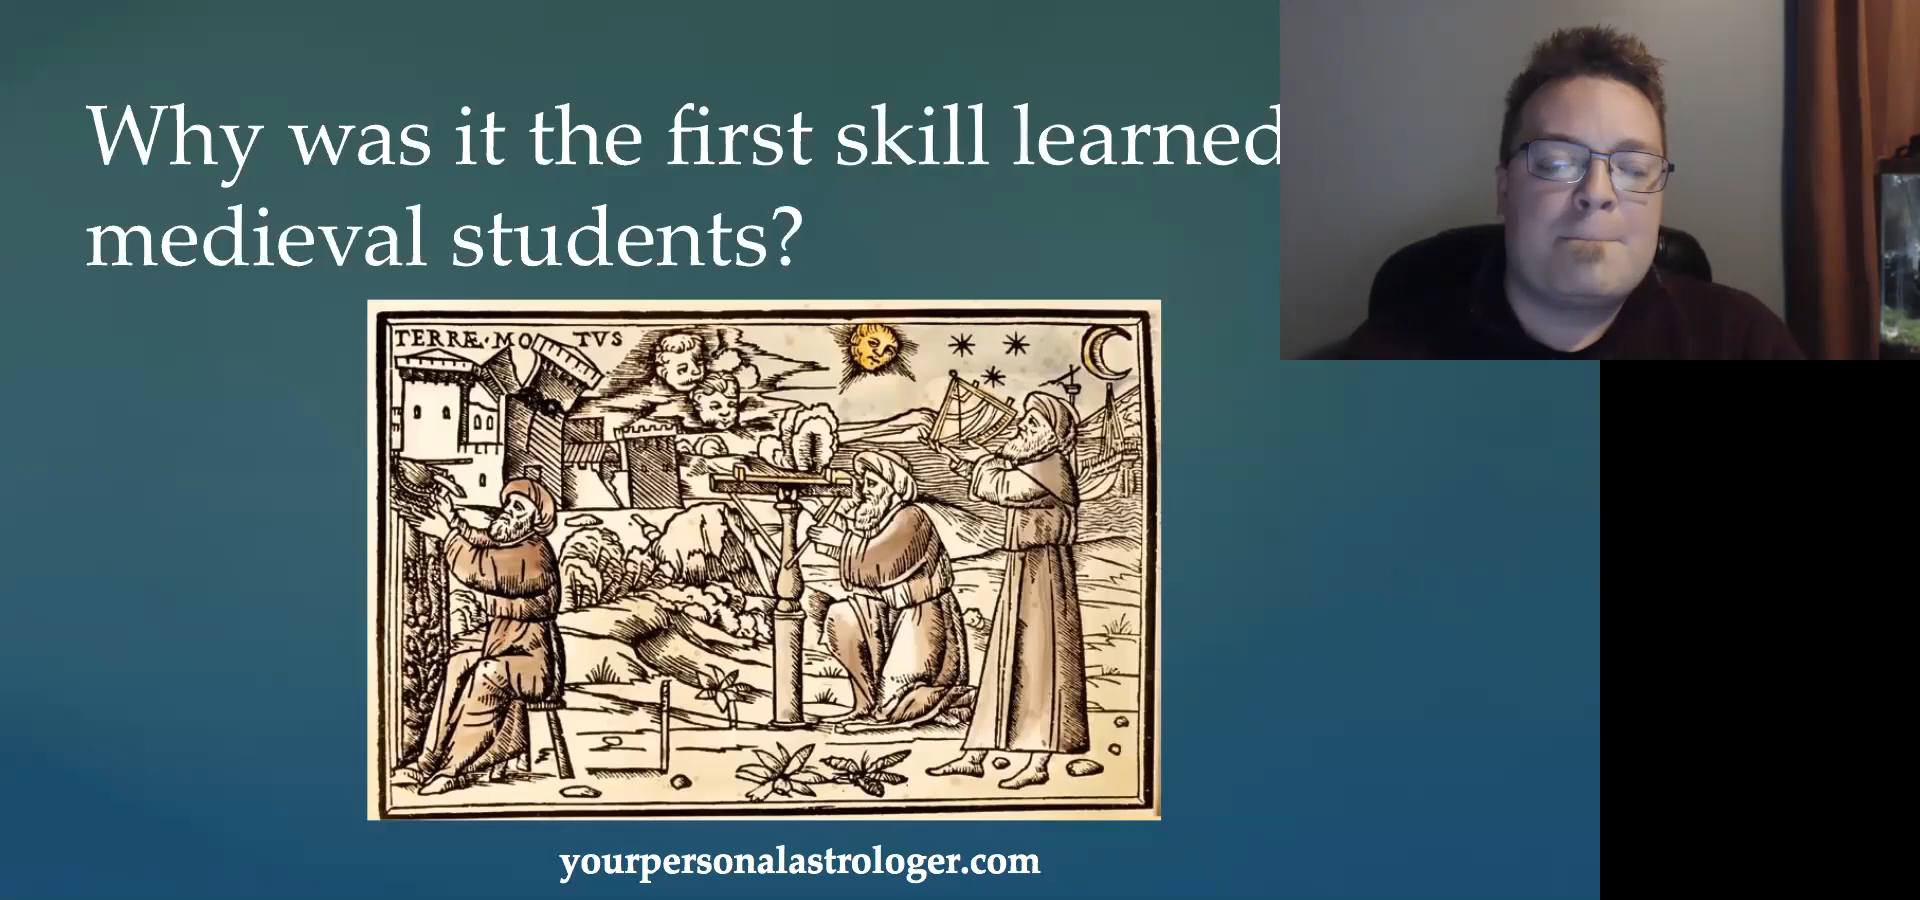 Why was it the first skill learned
medieval students?
TERRÆ·MO TVS
yourpersonalastrologer.com